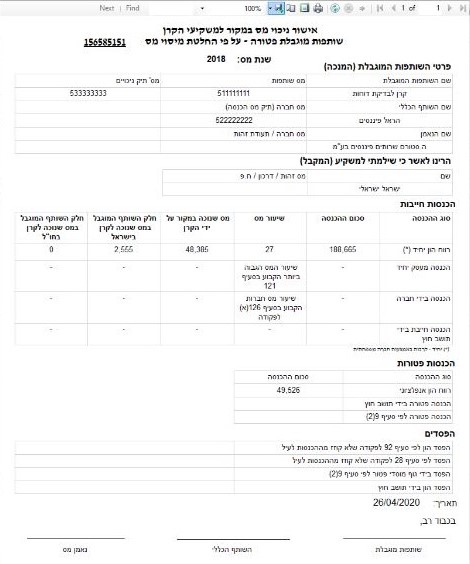 Next | Find
100%
1 of 1
אישור ניכוי מס במקור למשקיעי הקרן
שותפות מוגבלת פטורה - על פי החלטת מיסוי מס 156585151
שנת מס: 2018
פרטי השותפות המוגבלת (המנכה)
שם השותפות המוגבלת מס שותפות מס' תיק ניכויים
קרן לבדיקת דוחות 511111111 533333333
שם השותף הכללי מס חברה (תיק מס הכנסה)
הראל פיננסים 522222222
שם הנאמן מס חברה / תעודת זהות
ה.סטורם שרותים פיננסים בע"מ
הרינו לאשר כי שילמתי למשקיע (המקבל)
שם מס זהות / דרכון / ח.פ
ישראל ישראלי
הכנסות חייבות
סוג ההכנסה סכום ההכנסה שיעור מס מס שנוכה במקור על ידי הקרן חלק השותף המוגבל במס שנוכה לקרן בישראל חלק השותף המוגבל במס שנוכה לקרן בחו"ל
רווח הון יחיד (*) 188,665 27 48,385 2,555 0
הכנסה מעסק יחיד - שיעור המס הגבוה ביותר הקבוע בסעיף 121 - - -
הכנסה בידי חברה - שיעור מס חברות הקבוע בסעיף 126(א) לפקודה - - -
הכנסה חייבת בידי תושב חוץ - - - -
הכנסות פטורות
סוג ההכנסה סכום ההכנסה
רווח הון אינפלציוני 49,526
הכנסה פטורה בידי תושב חוץ
הכנסה פטורה לפי סעיף 9(2)
הפסדים
הפסד הון לפי סעיף 92 לפקודה שלא קוזז מההכנסות לעיל
הפסד לפי סעיף 28 לפקודה שלא קוזז מההכנסות לעיל
הפסד בידי גוף מוסדי פטור לפי סעיף 9(2)
הפסד הון בידי תושב חוץ
תאריך: 26/04/2020
בכבוד רב,
שותפות מוגבלת השותף הכללי נאמן מס